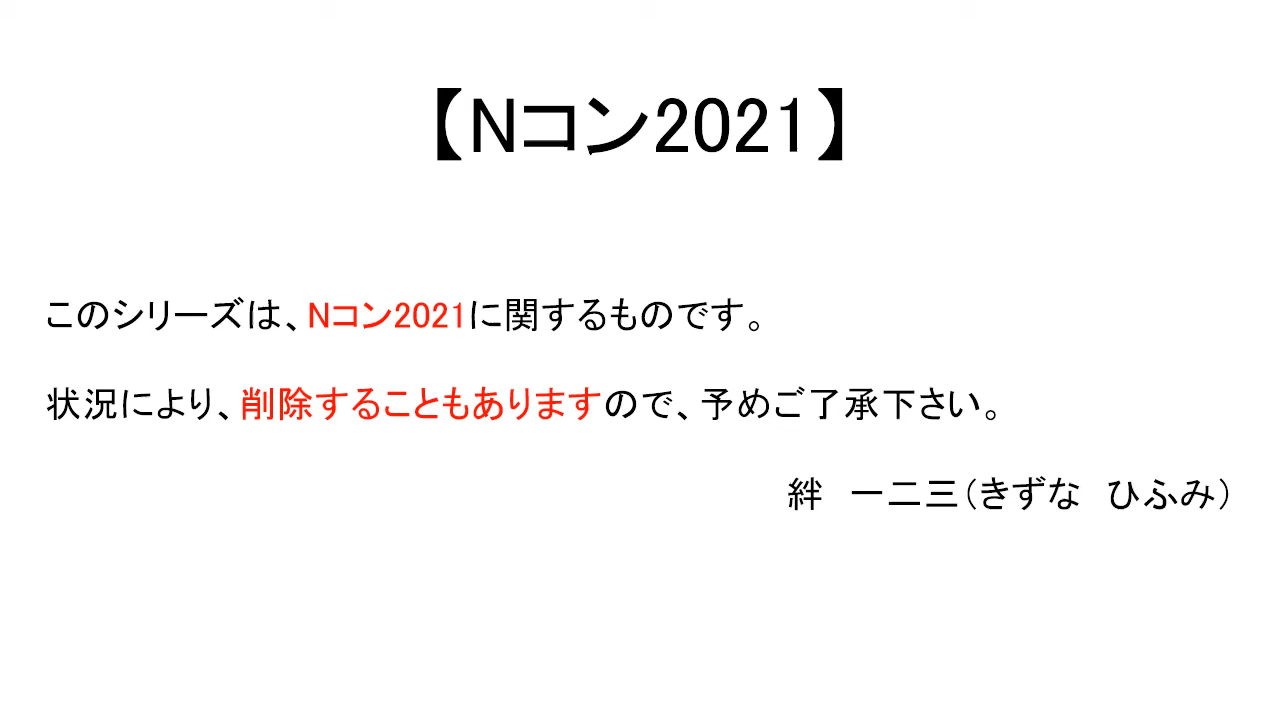 【Nコン2021】
このシリーズは、Nコン2021に関するものです。
状況により、削除することもありますので、予めご了承下さい。
絆　一二三（きずな　ひふみ）